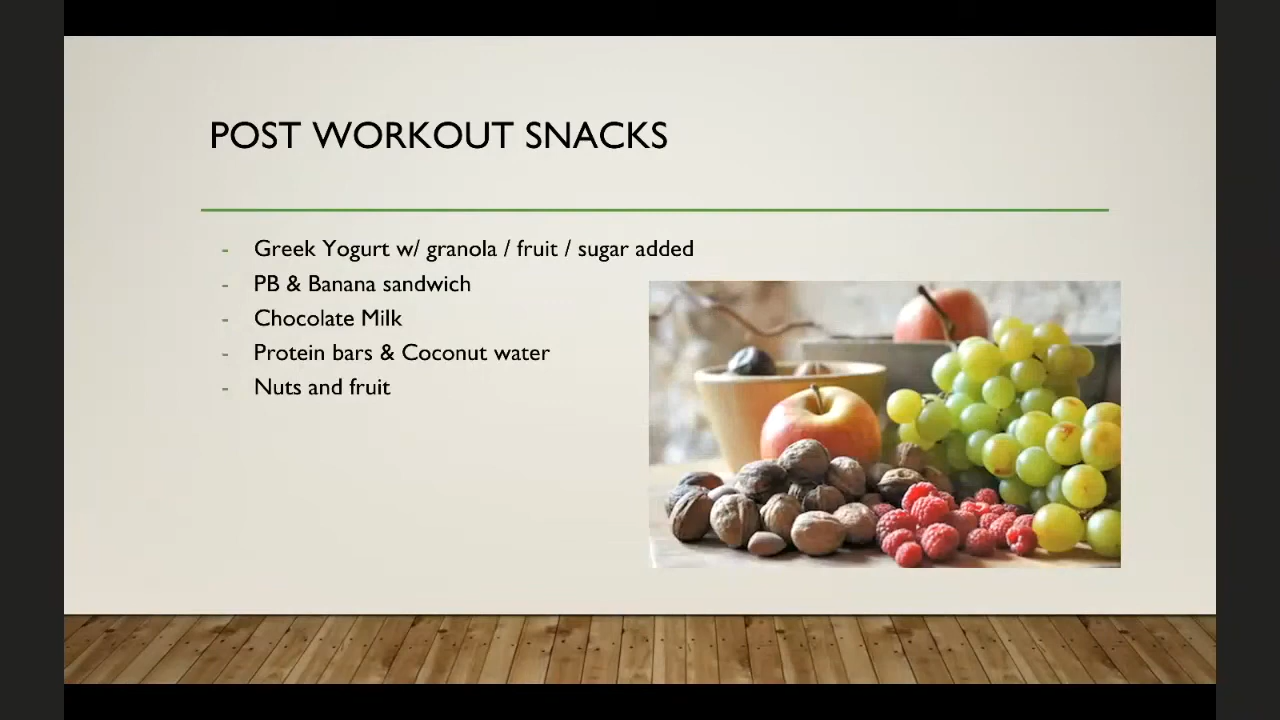 POST WORKOUT SNACKS
- Greek Yogurt w/ granola / fruit / sugar added
- PB & Banana sandwich
- Chocolate Milk
- Protein bars & Coconut water
- Nuts and fruit